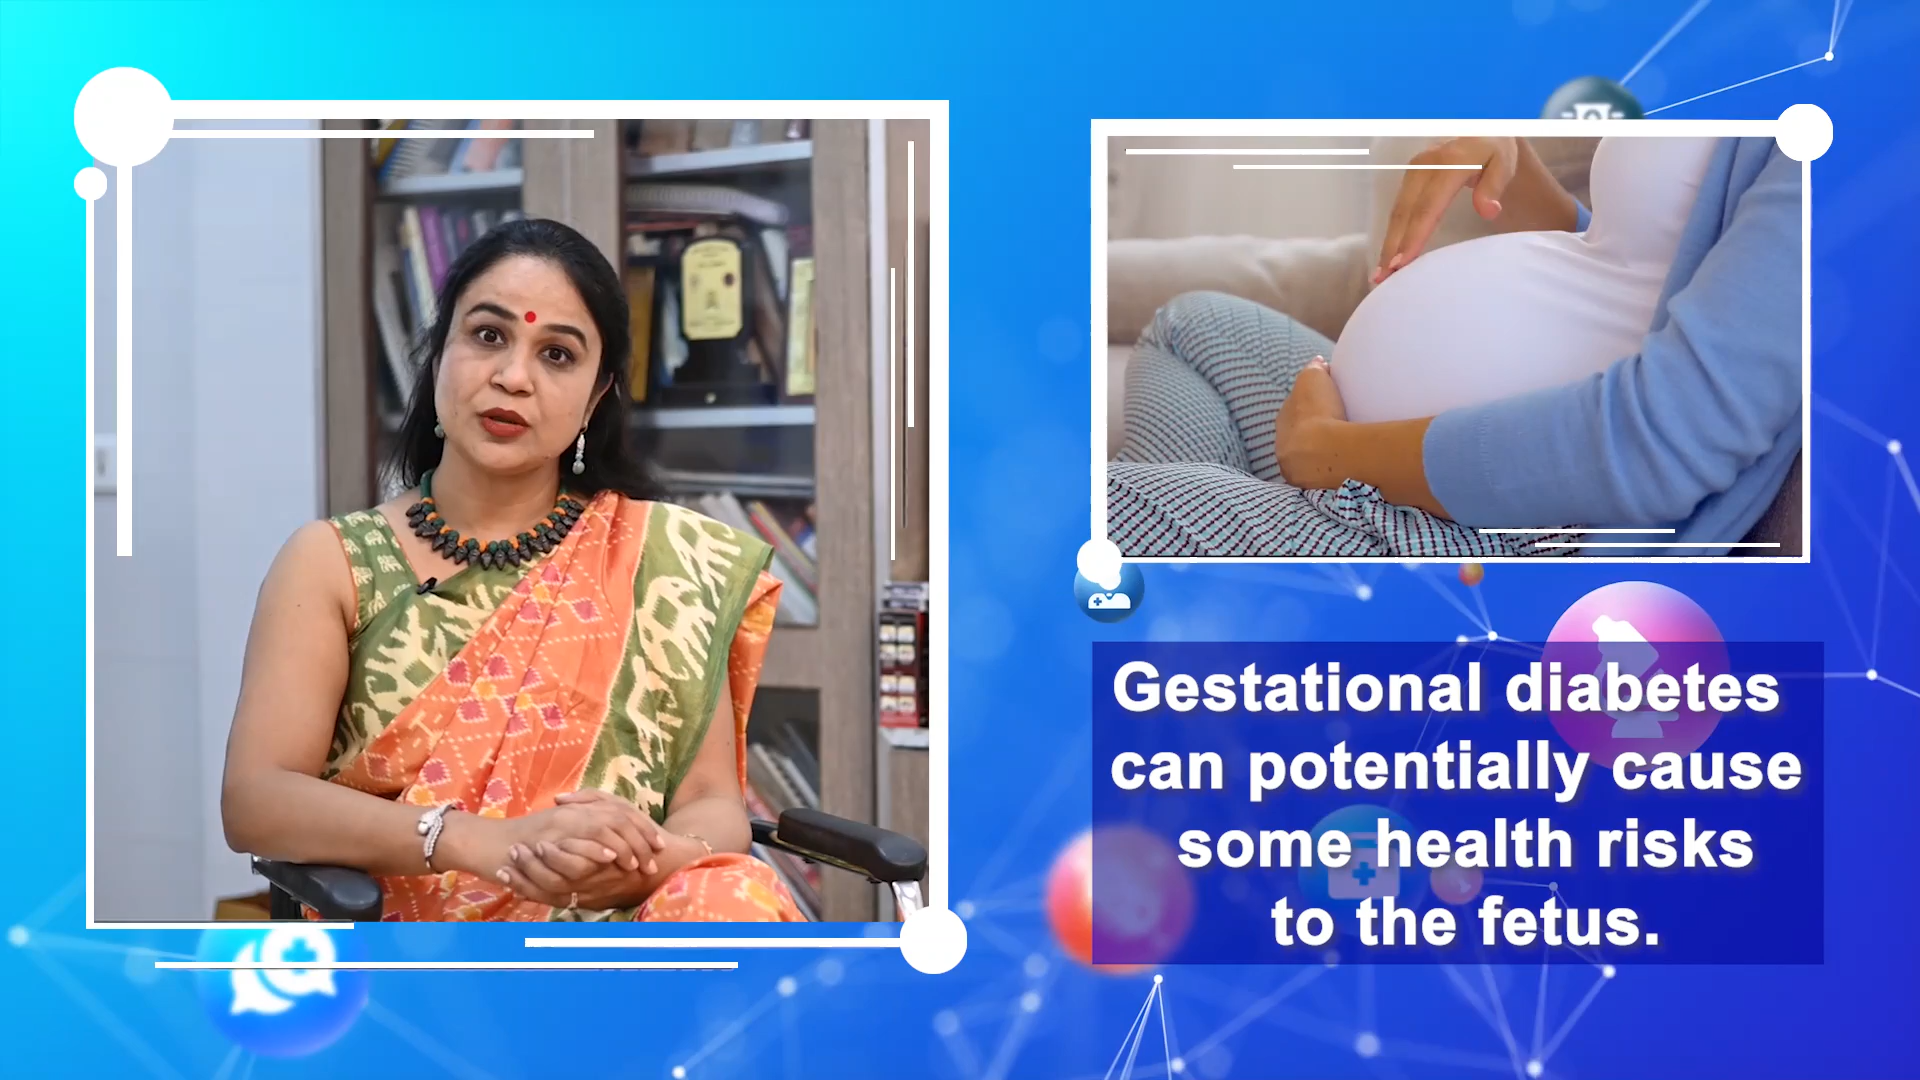 Gestational diabetes
can potentially cause
some health risks
to the fetus.